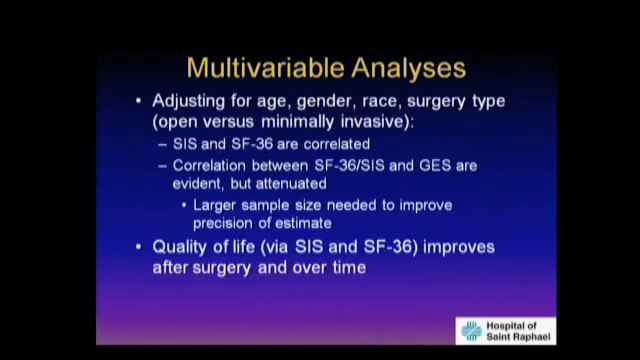 Multivariable Analyses
• Adjusting for age, gender, race, surgery type
(open versus minimally invasive):
– SIS and SF-36 are correlated
– Correlation between SF-36/SIS and GES are
evident, but attenuated
• Larger sample size needed to improve
precision of estimate
• Quality of life (via SIS and SF-36) improves
after surgery and over time
Hospital of
Saint Raphael